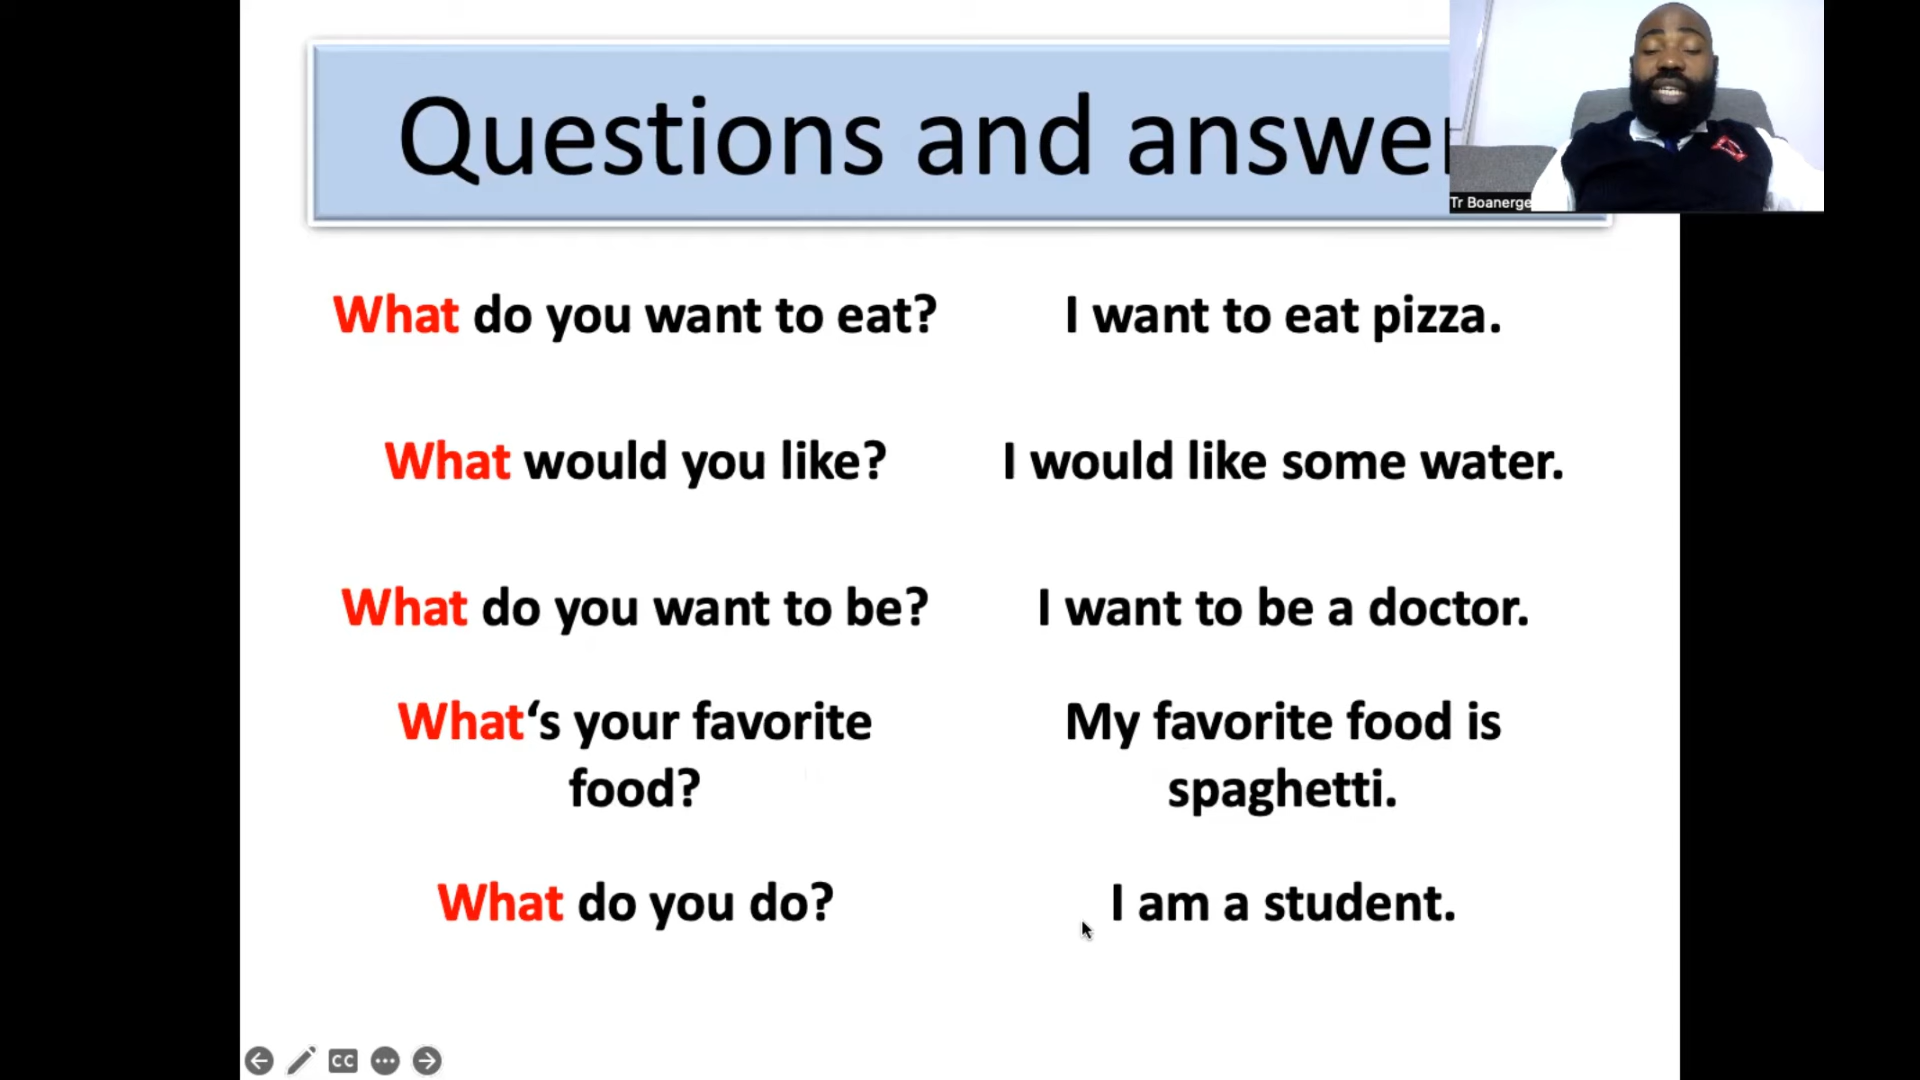 Questions and answer
Tr Boanerge
What do you want to eat? I want to eat pizza.
What would you like? I would like some water.
What do you want to be? I want to be a doctor.
What‘s your favorite
food?
My favorite food is
spaghetti.
What do you do? I am a student.
CC